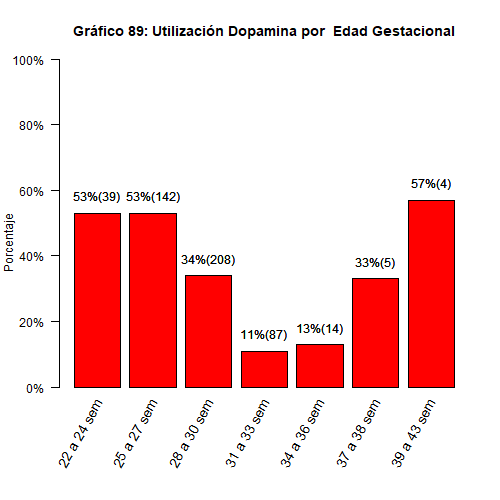 Gráfico 89: Utilización Dopamina por  Edad Gestacional
Porcentaje
100%
80%
60%
40%
20%
0%
53%(39)
53%(142)
34%(208)
11%(87)
13%(14)
33%(5)
57%(4)
22 a 24 sem
25 a 27 sem
28 a 30 sem
31 a 33 sem
34 a 36 sem
37 a 38 sem
39 a 43 sem